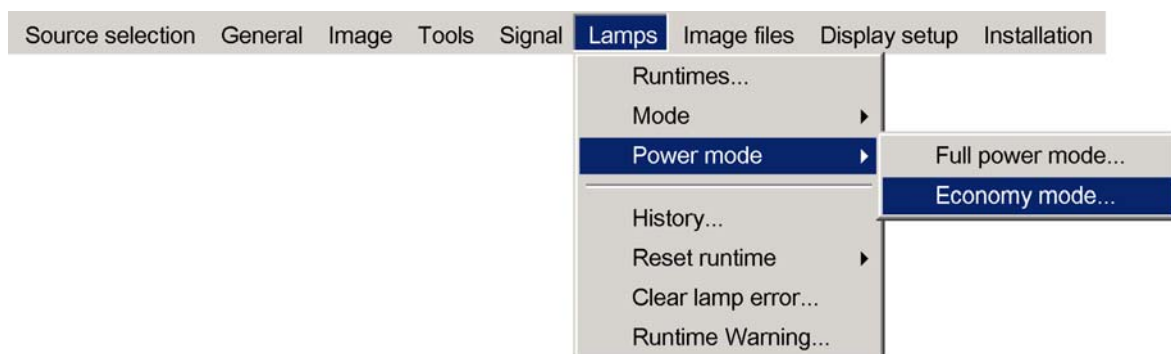 Source selection General Image Tools Signal Lamps Image files Display setup Installation
Runtimes...
Mode
Power mode
Full power mode...
Economy mode...
History...
Reset runtime
Clear lamp error...
Runtime Warning...